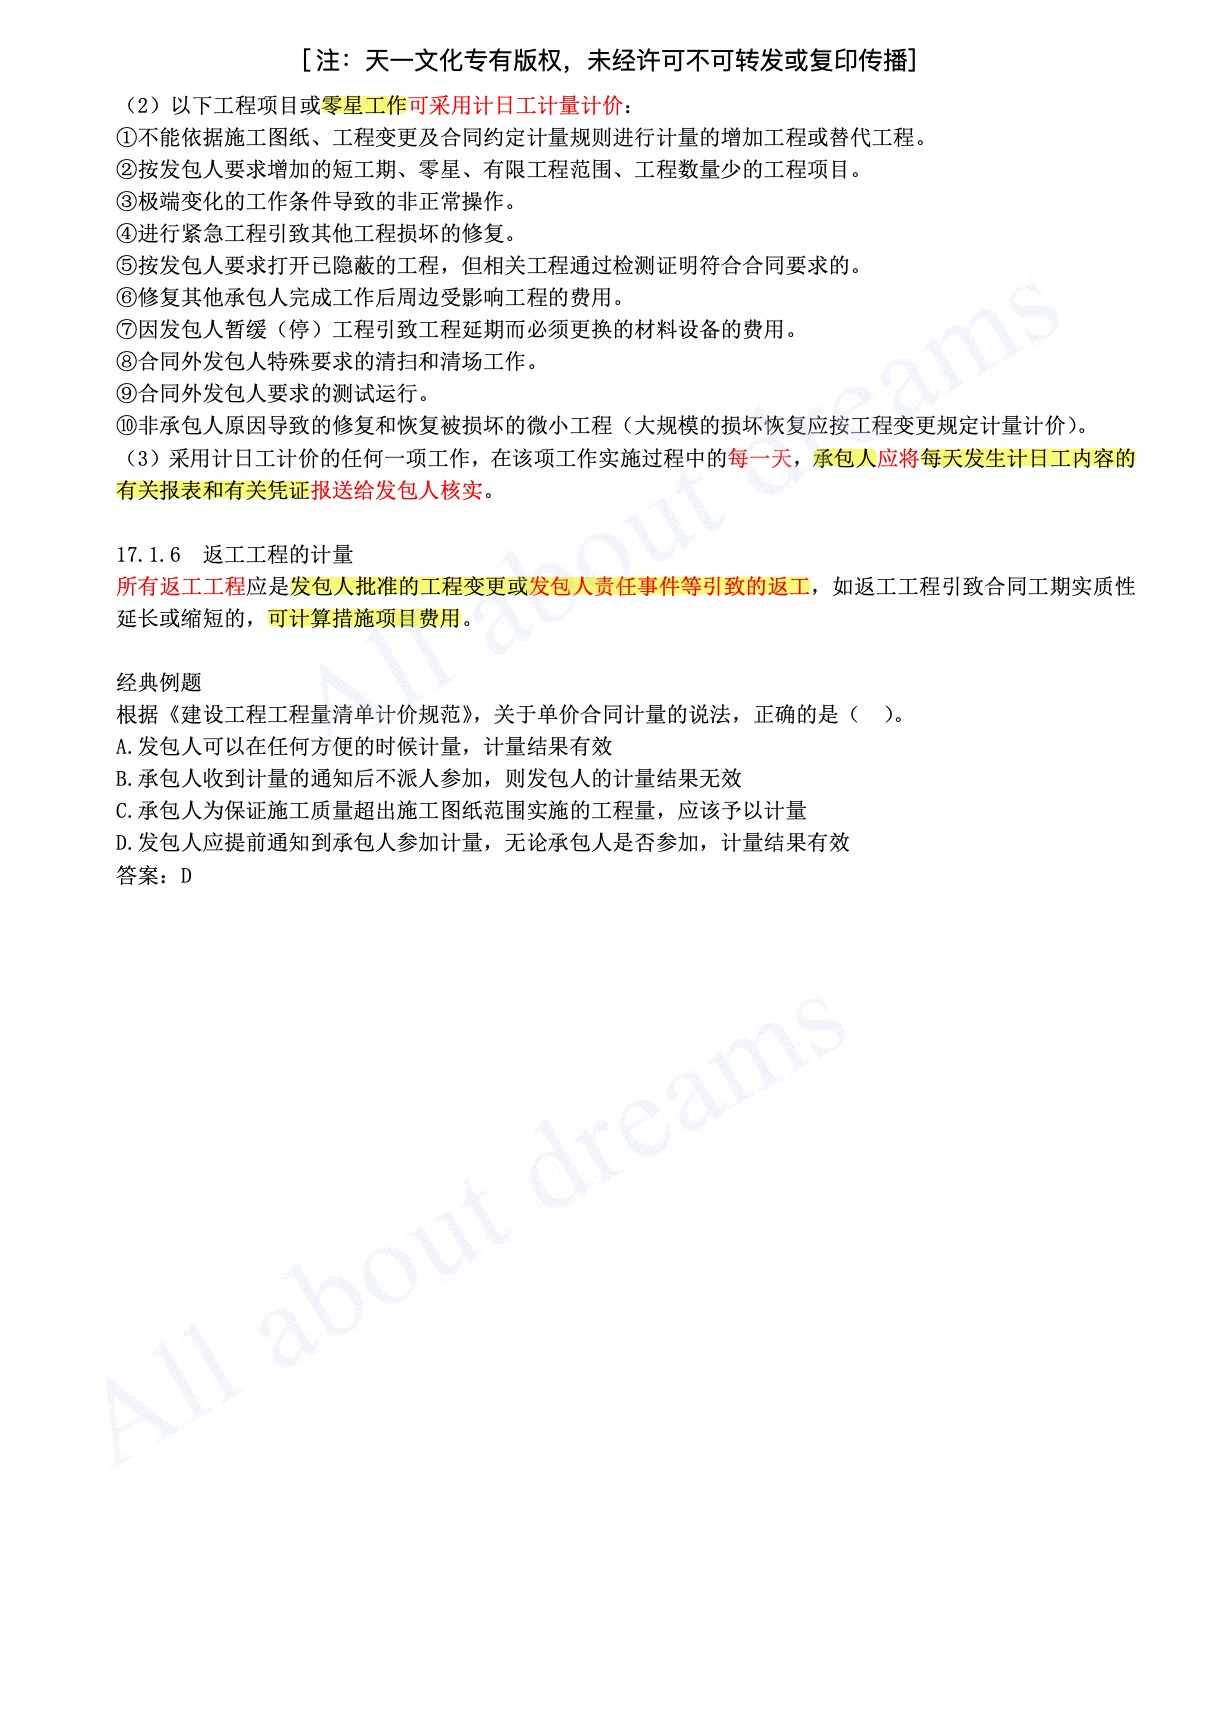 [注：天一文化专有版权，未经许可不可转发或复印传播]
（2）以下工程项目或零星工作可采用计日工计量计价：
①不能依据施工图纸、工程变更及合同约定计量规则进行计量的增加工程或替代工程。
②按发包人要求增加的短工期、零星、有限工程范围、工程数量少的工程项目。
③极端变化的工作条件导致的非正常操作。
④进行紧急工程引致其他工程损坏的修复。
⑤按发包人要求打开已隐蔽的工程，但相关工程通过检测证明符合合同要求的。
⑥修复其他承包人完成工作后周边受影响工程的费用。
⑦因发包人暂缓（停）工程引致工程延期而必须更换的材料设备的费用。
⑧合同外发包人特殊要求的清扫和清场工作。
⑨合同外发包人要求的测试运行。
⑩非承包人原因导致的修复和恢复被损坏的微小工程（大规模的损坏恢复应按工程变更规定计量计价）。
（3）采用计日工计价的任何一项工作，在该项工作实施过程中的每一天，承包人应将每天发生计日工内容的
有关报表和有关凭证报送给发包人核实。
17.1.6 返工工程的计量
所有返工工程应是发包人批准的工程变更或发包人责任事件等引致的返工，如返工工程引致合同工期实质性
延长或缩短的，可计算措施项目费用。
经典例题
根据《建设工程工程量清单计价规范》，关于单价合同计量的说法，正确的是（ ）。
A.发包人可以在任何方便的时候计量，计量结果有效
B.承包人收到计量的通知后不派人参加，则发包人的计量结果无效
C.承包人为保证施工质量超出施工图纸范围实施的工程量，应该予以计量
D.发包人应提前通知到承包人参加计量，无论承包人是否参加，计量结果有效
答案：D
All about dreams
All about dreams